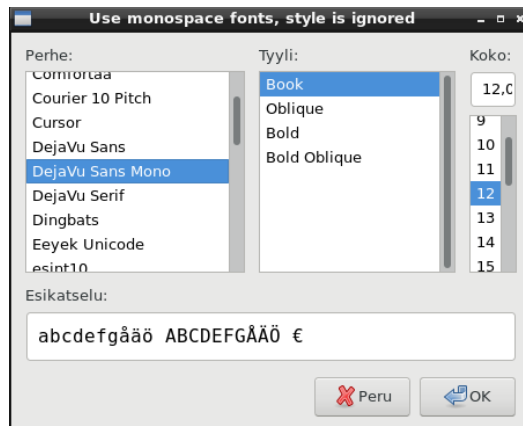 Use monospace fonts, style is ignored
Perhe:
Comfortaa
Courier 10 Pitch
Cursor
DejaVu Sans
DejaVu Sans Mono
DejaVu Serif
Dingbats
Eeyek Unicode
esint10
Tyyli:
Book
Oblique
Bold
Bold Oblique
Koko:
12,0
9
10
11
12
13
14
15
Esikatselu:
abcdefgåäö ABCDEFGÅÄÖ €
Peru
OK